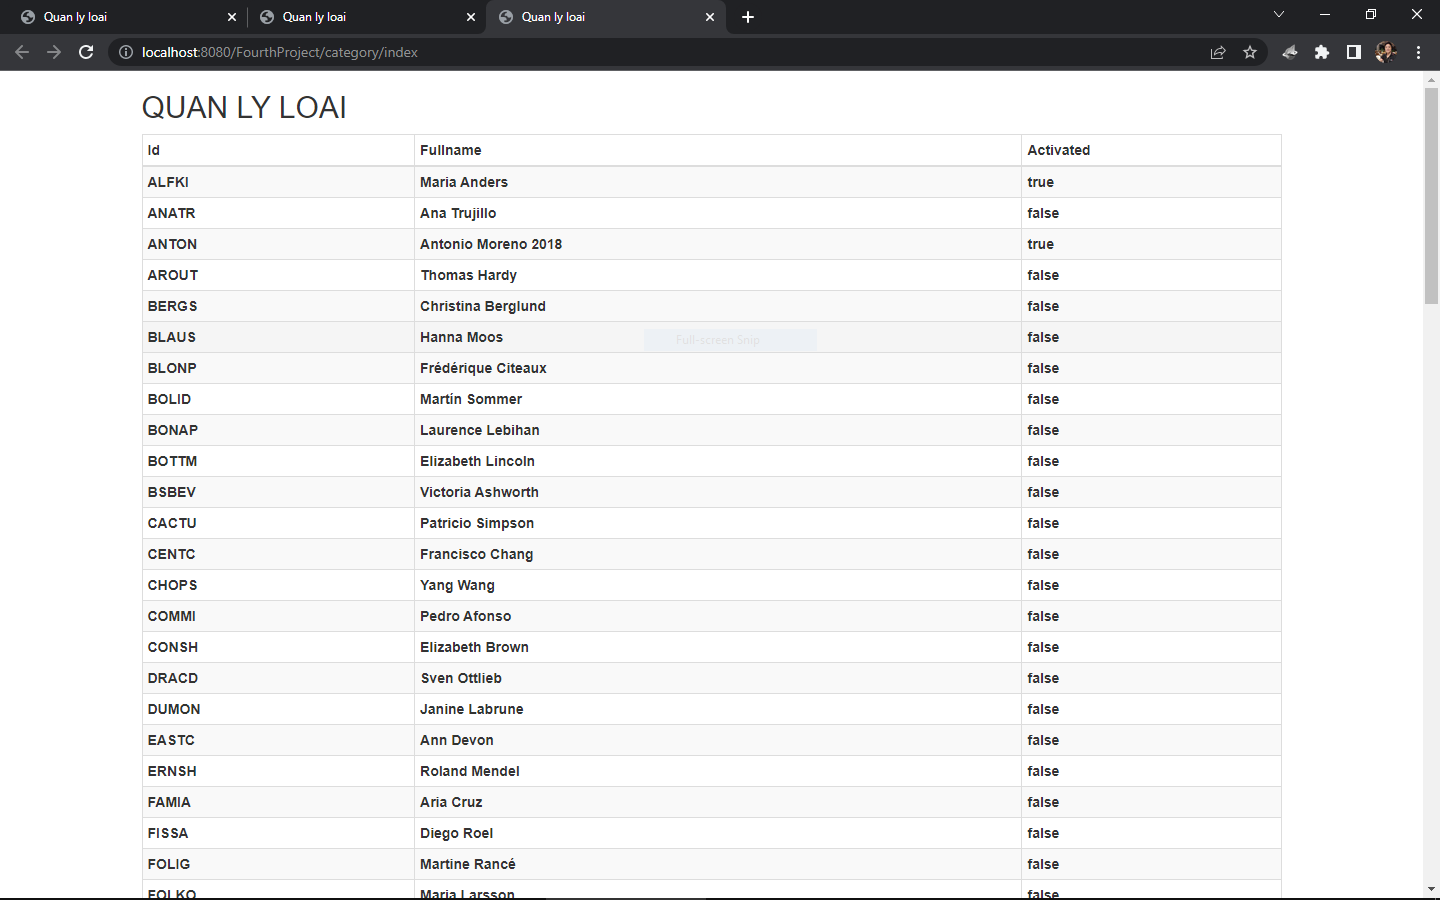 Quan ly loai
Quan ly loai
Quan ly loai
localhost:8080/FourthProject/category/index
QUAN LY LOAI
Id Fullname Activated
ALFKI Maria Anders true
ANATR Ana Trujillo false
ANTON Antonio Moreno 2018 true
AROUT Thomas Hardy false
BERGS Christina Berglund false
BLAUS Hanna Moos Full-screen Snip false
BLONP Frédérique Citeaux false
BOLID Martín Sommer false
BONAP Laurence Lebihan false
BOTTM Elizabeth Lincoln false
BSBEV Victoria Ashworth false
CACTU Patricio Simpson false
CENTC Francisco Chang false
CHOPS Yang Wang false
COMMI Pedro Afonso false
CONSH Elizabeth Brown false
DRACD Sven Ottlieb false
DUMON Janine Labrune false
EASTC Ann Devon false
ERNSH Roland Mendel false
FAMIA Aria Cruz false
FISSA Diego Roel false
FOLIG Martine Rancé false
FOLKO Maria Larsson false